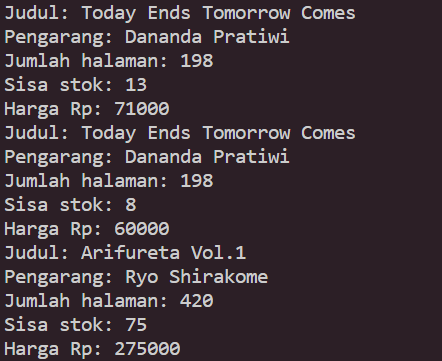 Judul: Today Ends Tomorrow Comes
Pengarang: Dananda Pratiwi
Jumlah halaman: 198
Sisa stok: 13
Harga Rp: 71000
Judul: Today Ends Tomorrow Comes
Pengarang: Dananda Pratiwi
Jumlah halaman: 198
Sisa stok: 8
Harga Rp: 60000
Judul: Arifureta Vol.1
Pengarang: Ryo Shirakome
Jumlah halaman: 420
Sisa stok: 75
Harga Rp: 275000